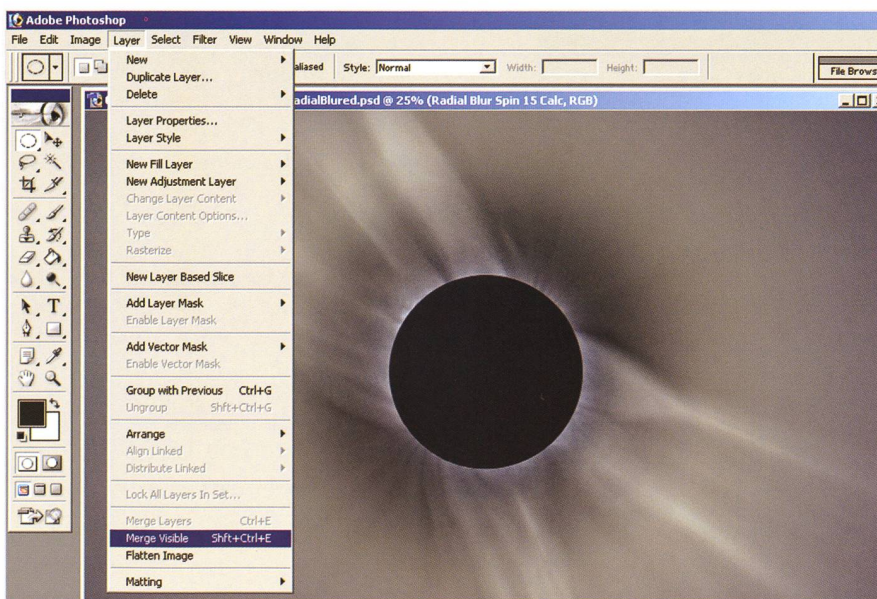 Adobe Photoshop
File Edit Image Layer Select Filter View Window Help
aliased Style: Normal Width: Height: File Brows
adialBlured.psd @ 25% (Radial Blur Spin 15 Calc, RGB)
New
Duplicate Layer...
Delete
Layer Properties...
Layer Style
New Fill Layer
New Adjustment Layer
Change Layer Content
Layer Content Options...
Type
Rasterize
New Layer Based Slice
Add Layer Mask
Enable Layer Mask
Add Vector Mask
Enable Vector Mask
Group with Previous Ctrl+G
Ungroup Shft+Ctrl+G
Arrange
Align Linked
Distribute Linked
Lock All Layers In Set...
Merge Layers Ctrl+E
Merge Visible Shft+Ctrl+E
Flatten Image
Matting
T